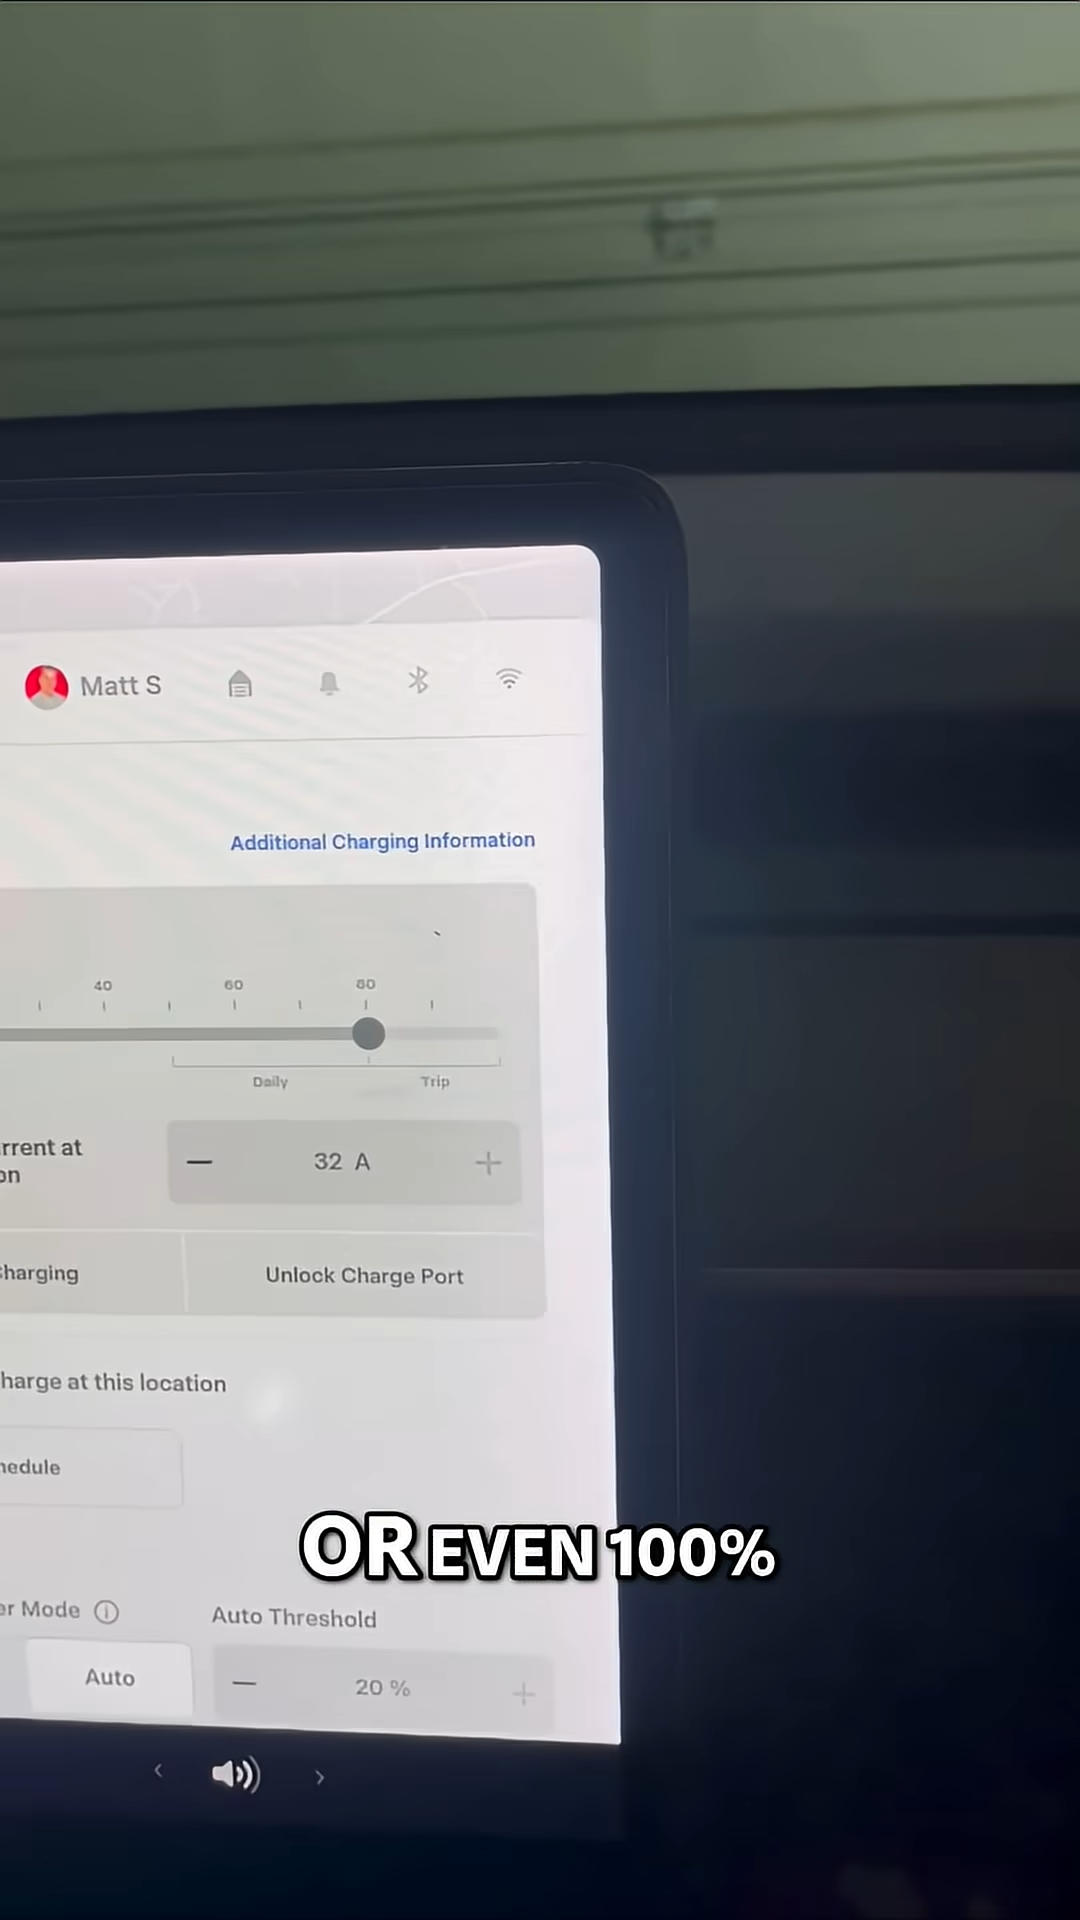 Matt S
Additional Charging Information
40 60 80
Daily Trip
rrent at
on
32 A
harging
Unlock Charge Port
harge at this location
hedule
OR EVEN 100%
er Mode
Auto Threshold
Auto
20 %